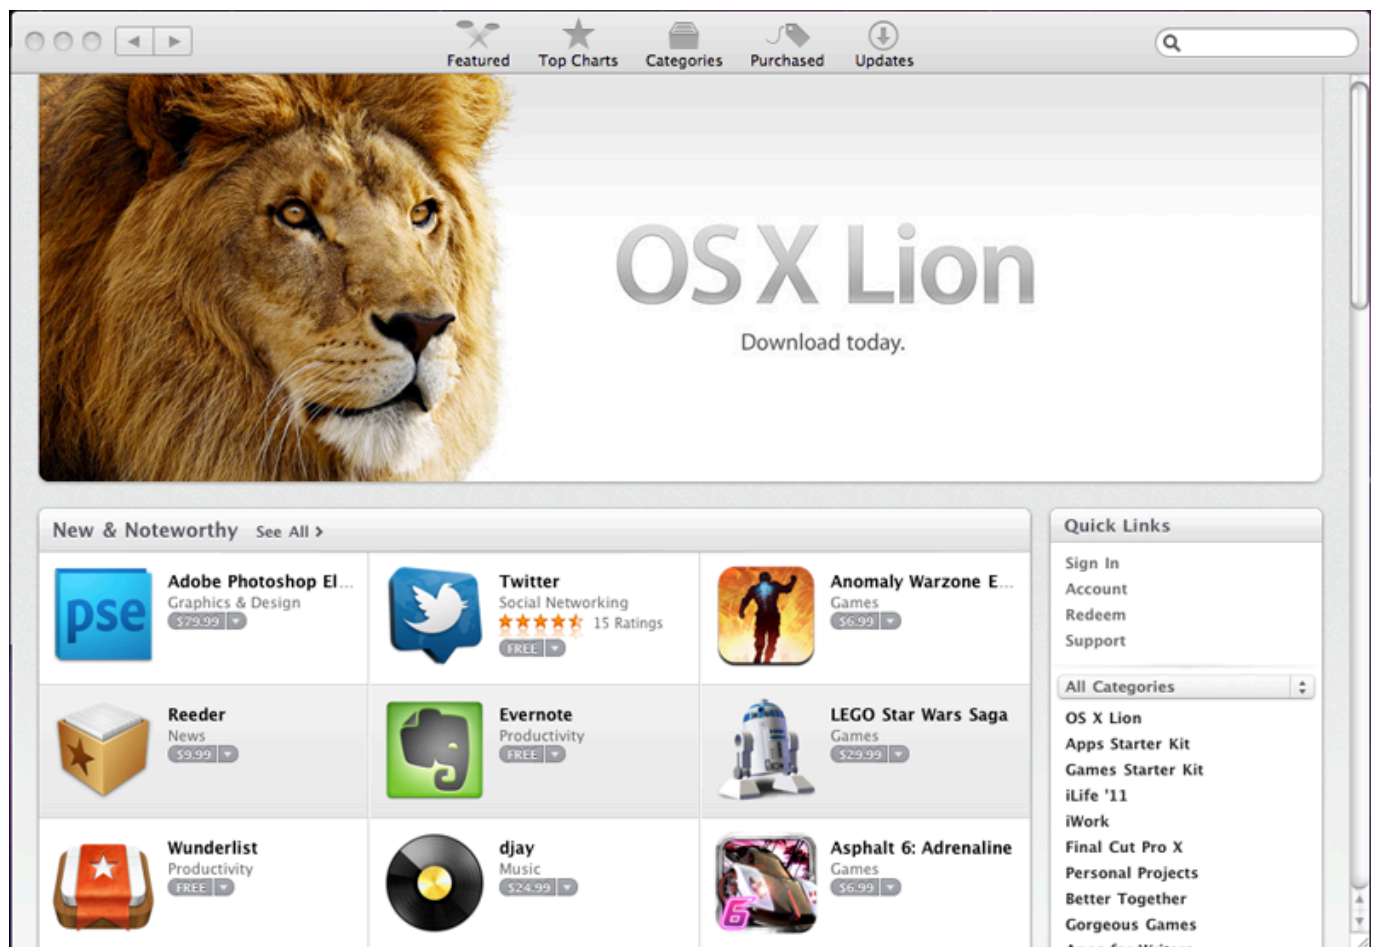 Featured
Top Charts
Categories
Purchased
Updates
OS X Lion
Download today.
New & Noteworthy See All >
pse
Adobe Photoshop El...
Graphics & Design
$79.99
Twitter
Social Networking
15 Ratings
FREE
Anomaly Warzone E...
Games
$6.99
Reeder
News
$9.99
Evernote
Productivity
FREE
LEGO Star Wars Saga
Games
$29.99
Wunderlist
Productivity
FREE
djay
Music
$24.99
6
Asphalt 6: Adrenaline
Games
$6.99
Quick Links
Sign In
Account
Redeem
Support
All Categories
OS X Lion
Apps Starter Kit
Games Starter Kit
iLife '11
iWork
Final Cut Pro X
Personal Projects
Better Together
Gorgeous Games